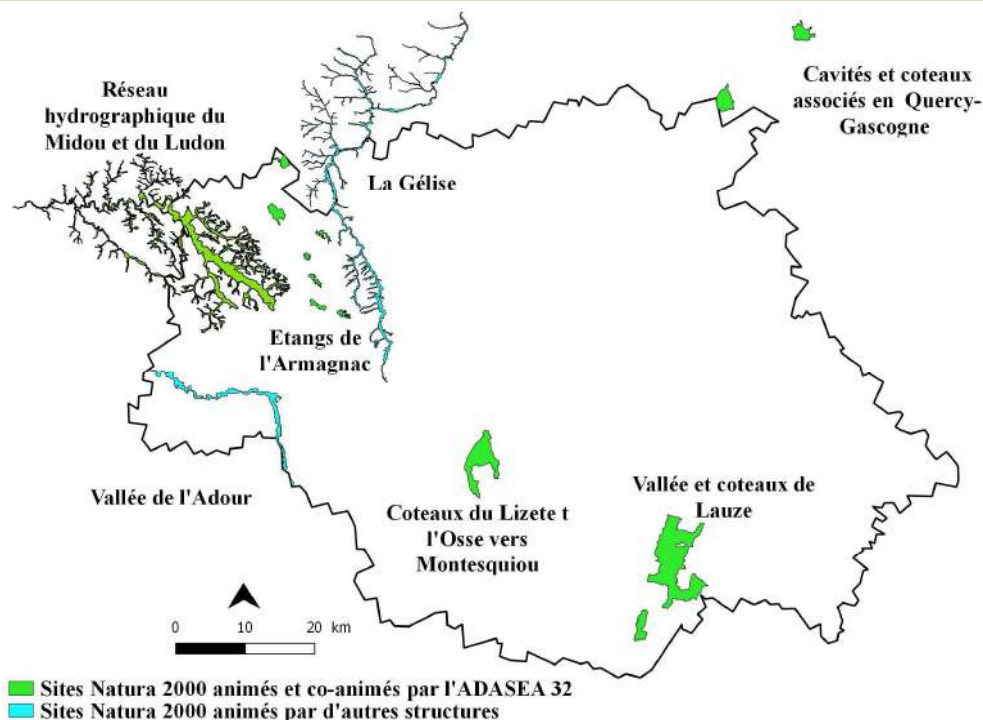 Réseau
hydrographique du
Midou et du Ludon
Cavités et coteaux
associés en Quercy-
Gascogne
La Gélise
Etangs de
l'Armagnac
Vallée de l'Adour
Coteaux du Lizete t
l'Osse vers
Montesquiou
Vallée et coteaux de
Lauze
0 10 20 km
Sites Natura 2000 animés et co-animés par l'ADASEA 32
Sites Natura 2000 animés par d'autres structures